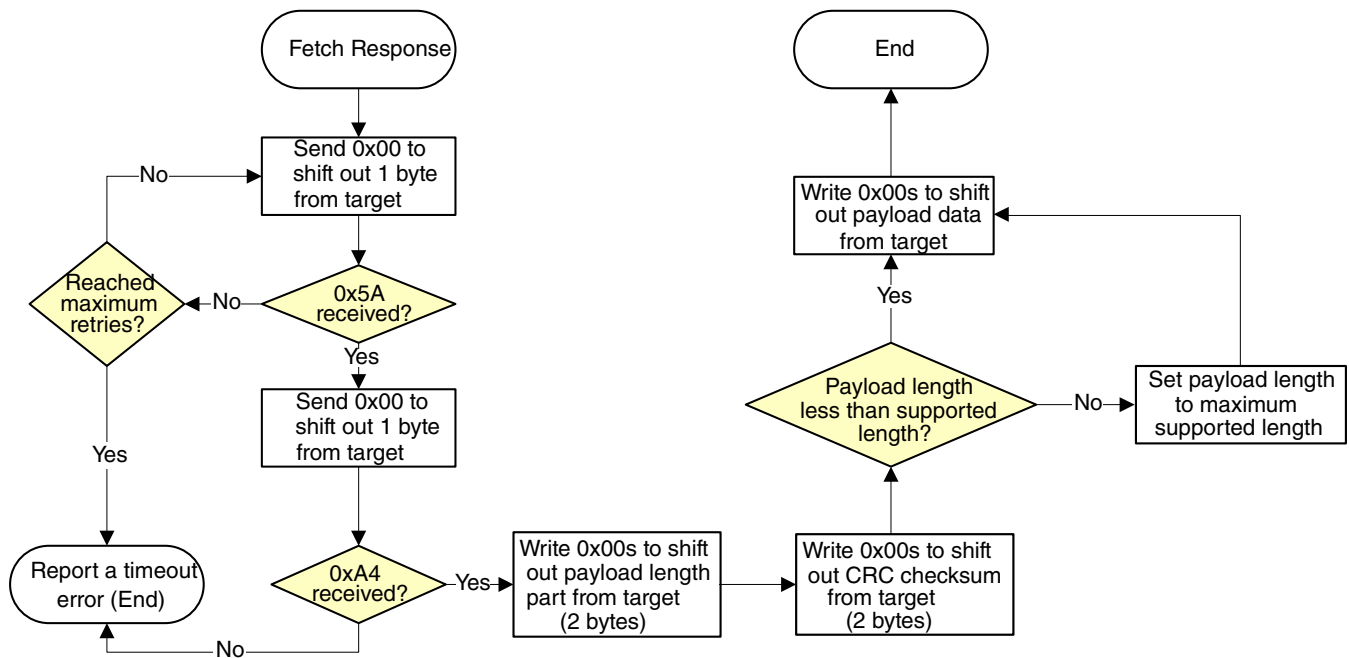 Fetch Response
Send 0x00 to
shift out 1 byte
from target
No
Reached
maximum
retries?
No
0x5A
received?
Yes
Send 0x00 to
shift out 1 byte
from target
Yes
Report a timeout
error (End)
0xA4
received?
No
Yes
Write 0x00s to shift
out payload length
part from target
(2 bytes)
Write 0x00s to shift
out CRC checksum
from target
(2 bytes)
Payload length
less than supported
length?
No
Set payload length
to maximum
supported length
Yes
Write 0x00s to shift
out payload data
from target
End